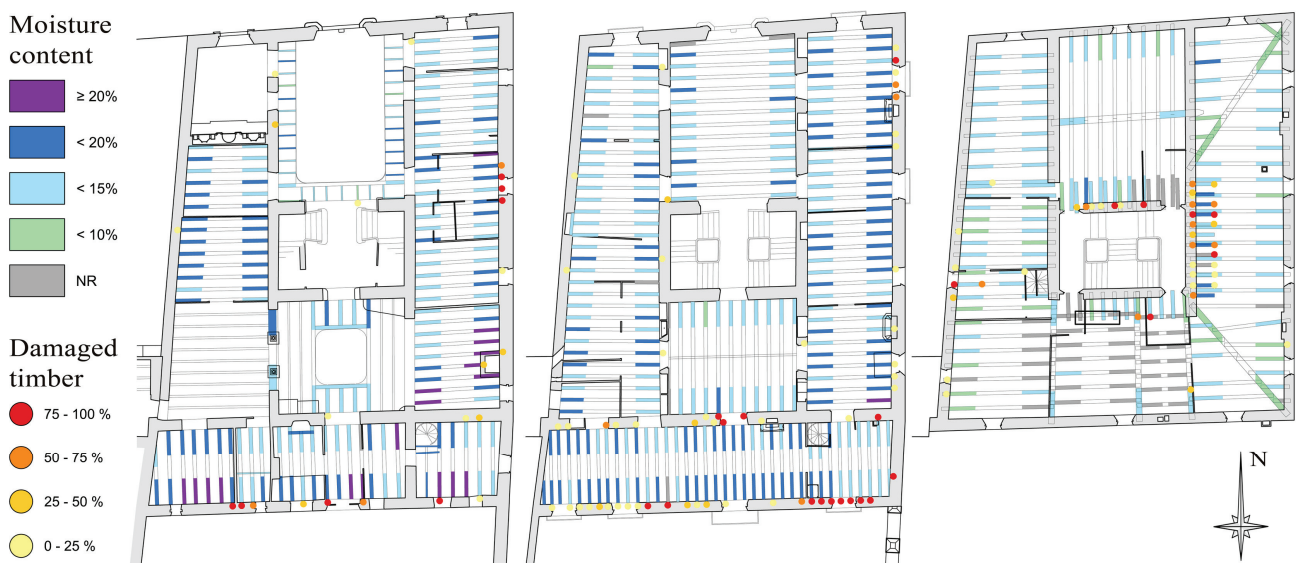 Moisture
content
≥ 20%
< 20%
< 15%
< 10%
NR
Damaged
timber
75 - 100 %
50 - 75 %
25 - 50 %
0 - 25 %
N